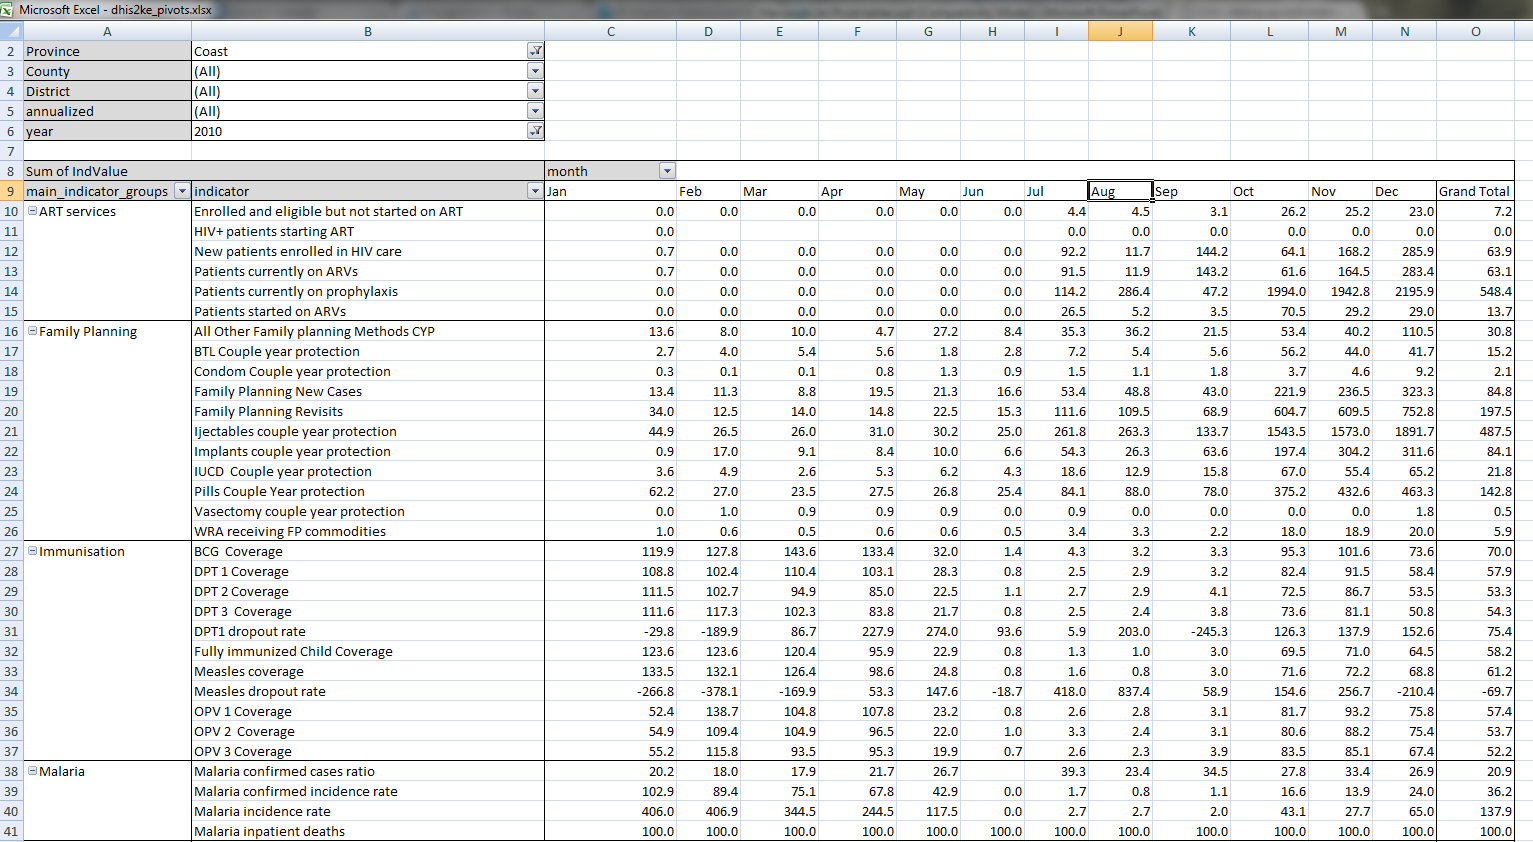 Microsoft Excel - dhis2ke_pivots.xlsx
A B C D E F G H I J K L M N O
2 Province Coast
3 County (All)
4 District (All)
5 annualized (All)
6 year 2010
7
8 Sum of IndValue month
9 main_indicator_groups indicator Jan Feb Mar Apr May Jun Jul Aug Sep Oct Nov Dec Grand Total
10 ART services Enrolled and eligible but not started on ART 0.0 0.0 0.0 0.0 0.0 0.0 4.4 4.5 3.1 26.2 25.2 23.0 7.2
11 HIV+ patients starting ART 0.0 0.0 0.0 0.0 0.0 0.0 0.0 0.0
12 New patients enrolled in HIV care 0.7 0.0 0.0 0.0 0.0 0.0 92.2 11.7 144.2 64.1 168.2 285.9 63.9
13 Patients currently on ARVs 0.7 0.0 0.0 0.0 0.0 0.0 91.5 11.9 143.2 61.6 164.5 283.4 63.1
14 Patients currently on prophylaxis 0.0 0.0 0.0 0.0 0.0 0.0 114.2 286.4 47.2 1994.0 1942.8 2195.9 548.4
15 Patients started on ARVs 0.0 0.0 0.0 0.0 0.0 0.0 26.5 5.2 3.5 70.5 29.2 29.0 13.7
16 Family Planning All Other Family planning Methods CYP 13.6 8.0 10.0 4.7 27.2 8.4 35.3 36.2 21.5 53.4 40.2 110.5 30.8
17 BTL Couple year protection 2.7 4.0 5.4 5.6 1.8 2.8 7.2 5.4 5.6 56.2 44.0 41.7 15.2
18 Condom Couple year protection 0.3 0.1 0.1 0.8 1.3 0.9 1.5 1.1 1.8 3.7 4.6 9.2 2.1
19 Family Planning New Cases 13.4 11.3 8.8 19.5 21.3 16.6 53.4 48.8 43.0 221.9 236.5 323.3 84.8
20 Family Planning Revisits 34.0 12.5 14.0 14.8 22.5 15.3 111.6 109.5 68.9 604.7 609.5 752.8 197.5
21 Ijectables couple year protection 44.9 26.5 26.0 31.0 30.2 25.0 261.8 263.3 133.7 1543.5 1573.0 1891.7 487.5
22 Implants couple year protection 0.9 17.0 9.1 8.4 10.0 6.6 54.3 26.3 63.6 197.4 304.2 311.6 84.1
23 IUCD Couple year protection 3.6 4.9 2.6 5.3 6.2 4.3 18.6 12.9 15.8 67.0 55.4 65.2 21.8
24 Pills Couple Year protection 62.2 27.0 23.5 27.5 26.8 25.4 84.1 88.0 78.0 375.2 432.6 463.3 142.8
25 Vasectomy couple year protection 0.0 1.0 0.9 0.9 0.9 0.0 0.9 0.0 0.0 0.0 0.0 1.8 0.5
26 WRA receiving FP commodities 1.0 0.6 0.5 0.6 0.6 0.5 3.4 3.3 2.2 18.0 18.9 20.0 5.9
27 Immunisation BCG Coverage 119.9 127.8 143.6 133.4 32.0 1.4 4.3 3.2 3.3 95.3 101.6 73.6 70.0
28 DPT 1 Coverage 108.8 102.4 110.4 103.1 28.3 0.8 2.5 2.9 3.2 82.4 91.5 58.4 57.9
29 DPT 2 Coverage 111.5 102.7 94.9 85.0 22.5 1.1 2.7 2.9 4.1 72.5 86.7 53.5 53.3
30 DPT 3 Coverage 111.6 117.3 102.3 83.8 21.7 0.8 2.5 2.4 3.8 73.6 81.1 50.8 54.3
31 DPT1 dropout rate -29.8 -189.9 86.7 227.9 274.0 93.6 5.9 203.0 -245.3 126.3 137.9 152.6 75.4
32 Fully immunized Child Coverage 123.6 123.6 120.4 95.9 22.9 0.8 1.3 1.0 3.0 69.5 71.0 64.5 58.2
33 Measles coverage 133.5 132.1 126.4 98.6 24.8 0.8 1.6 0.8 3.0 71.6 72.2 68.8 61.2
34 Measles dropout rate -266.8 -378.1 -169.9 53.3 147.6 -18.7 418.0 837.4 58.9 154.6 256.7 -210.4 -69.7
35 OPV 1 Coverage 52.4 138.7 104.8 107.8 23.2 0.8 2.6 2.8 3.1 81.7 93.2 75.8 57.4
36 OPV 2 Coverage 54.9 109.4 104.9 96.5 22.0 1.0 3.3 2.4 3.1 80.6 88.2 75.4 53.7
37 OPV 3 Coverage 55.2 115.8 93.5 95.3 19.9 0.7 2.6 2.3 3.9 83.5 85.1 67.4 52.2
38 Malaria Malaria confirmed cases ratio 20.2 18.0 17.9 21.7 26.7 39.3 23.4 34.5 27.8 33.4 26.9 20.9
39 Malaria confirmed incidence rate 102.9 89.4 75.1 67.8 42.9 0.0 1.7 0.8 1.1 16.6 13.9 24.0 36.2
40 Malaria incidence rate 406.0 406.9 344.5 244.5 117.5 0.0 2.7 2.7 2.0 43.1 27.7 65.0 137.9
41 Malaria inpatient deaths 100.0 100.0 100.0 100.0 100.0 100.0 100.0 100.0 100.0 100.0 100.0 100.0 100.0